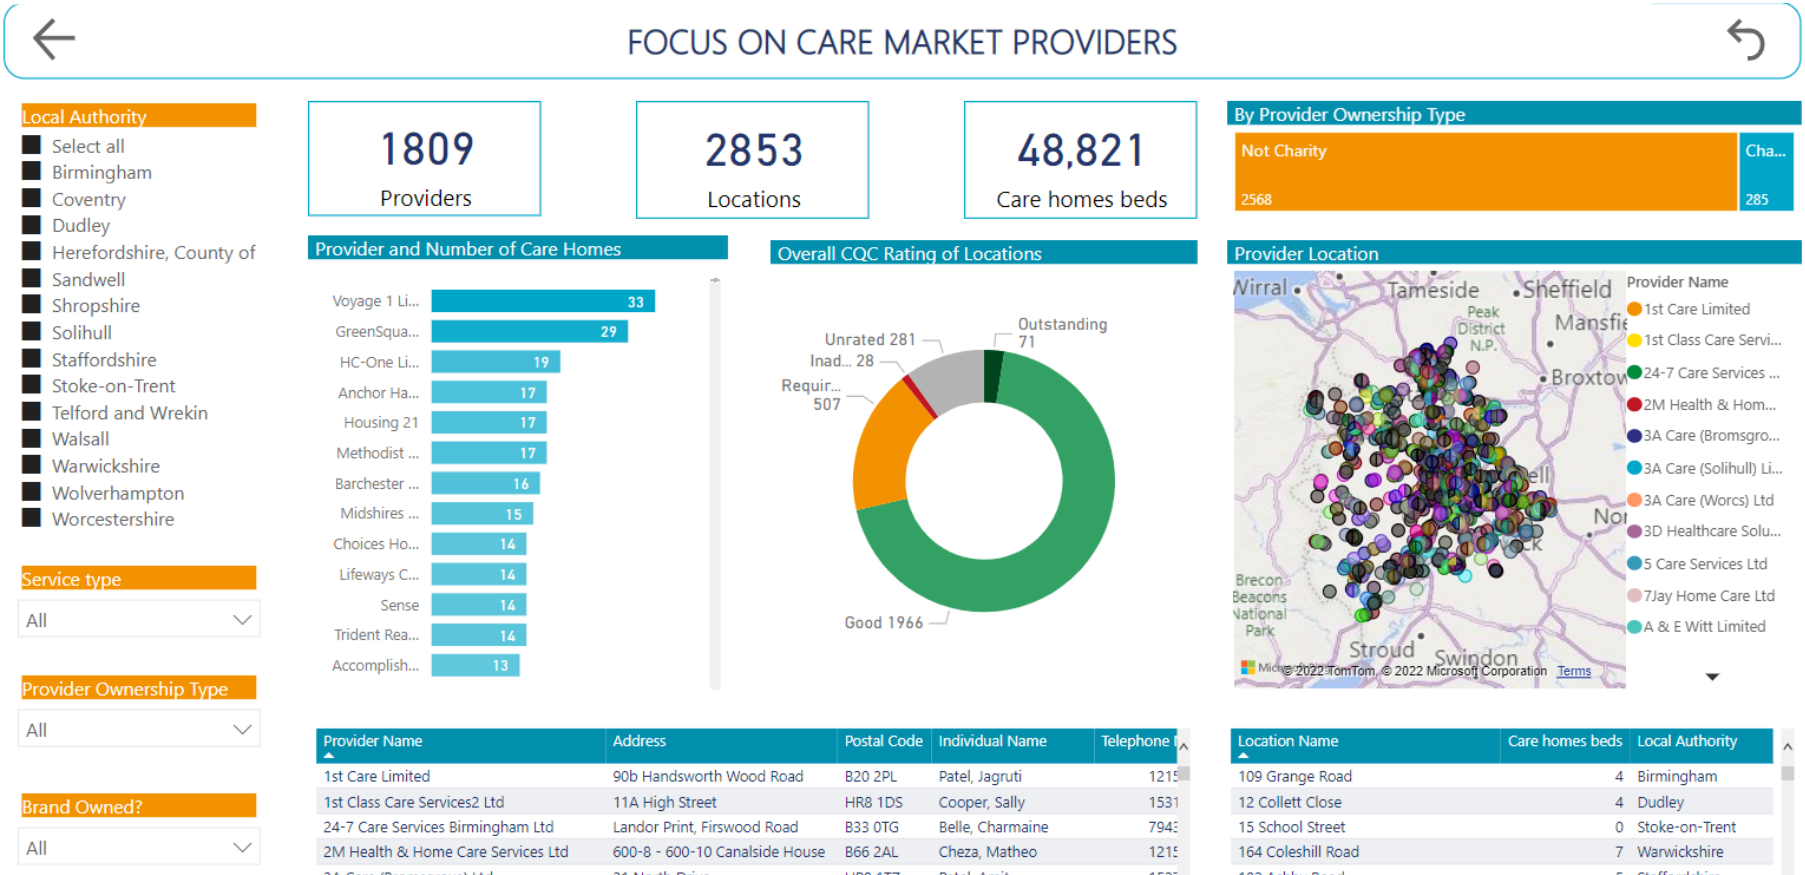 FOCUS ON CARE MARKET PROVIDERS
Local Authority
Select all
Birmingham
Coventry
Dudley
Herefordshire, County of
Sandwell
Shropshire
Solihull
Staffordshire
Stoke-on-Trent
Telford and Wrekin
Walsall
Warwickshire
Wolverhampton
Worcestershire
Service type
All
Provider Ownership Type
All
Brand Owned?
All
1809
Providers
2853
Locations
48,821
Care homes beds
By Provider Ownership Type
Not Charity
2568
Cha...
285
Provider and Number of Care Homes
Voyage 1 Li... 33
GreenSqua... 29
HC-One Li... 19
Anchor Ha... 17
Housing 21 17
Methodist ... 17
Barchester ... 16
Midshires ... 15
Choices Ho... 14
Lifeways C... 14
Sense 14
Trident Rea... 14
Accomplish... 13
Overall CQC Rating of Locations
Outstanding
71
Unrated 281
Inad... 28
Requir...
507
Good 1966
Provider Location
Wirral
Tameside
Sheffield
Peak
District
N.P.
Mansfie
Broxtow
Brecon
Beacons
National
Park
Stroud
Swindon
© 2022 TomTom, © 2022 Microsoft Corporation Terms
Provider Name
1st Care Limited
1st Class Care Servi...
24-7 Care Services ...
2M Health & Hom...
3A Care (Bromsgro...
3A Care (Solihull) Li...
3A Care (Worcs) Ltd
3D Healthcare Solu...
5 Care Services Ltd
7Jay Home Care Ltd
A & E Witt Limited
Provider Name Address Postal Code Individual Name Telephone
1st Care Limited 90b Handsworth Wood Road B20 2PL Patel, Jagruti 1215
1st Class Care Services2 Ltd 11A High Street HR8 1DS Cooper, Sally 1531
24-7 Care Services Birmingham Ltd Landor Print, Firswood Road B33 0TG Belle, Charmaine 7943
2M Health & Home Care Services Ltd 600-8 - 600-10 Canalside House B66 2AL Cheza, Matheo 1215
Location Name Care homes beds Local Authority
109 Grange Road 4 Birmingham
12 Collett Close 4 Dudley
15 School Street 0 Stoke-on-Trent
164 Coleshill Road 7 Warwickshire